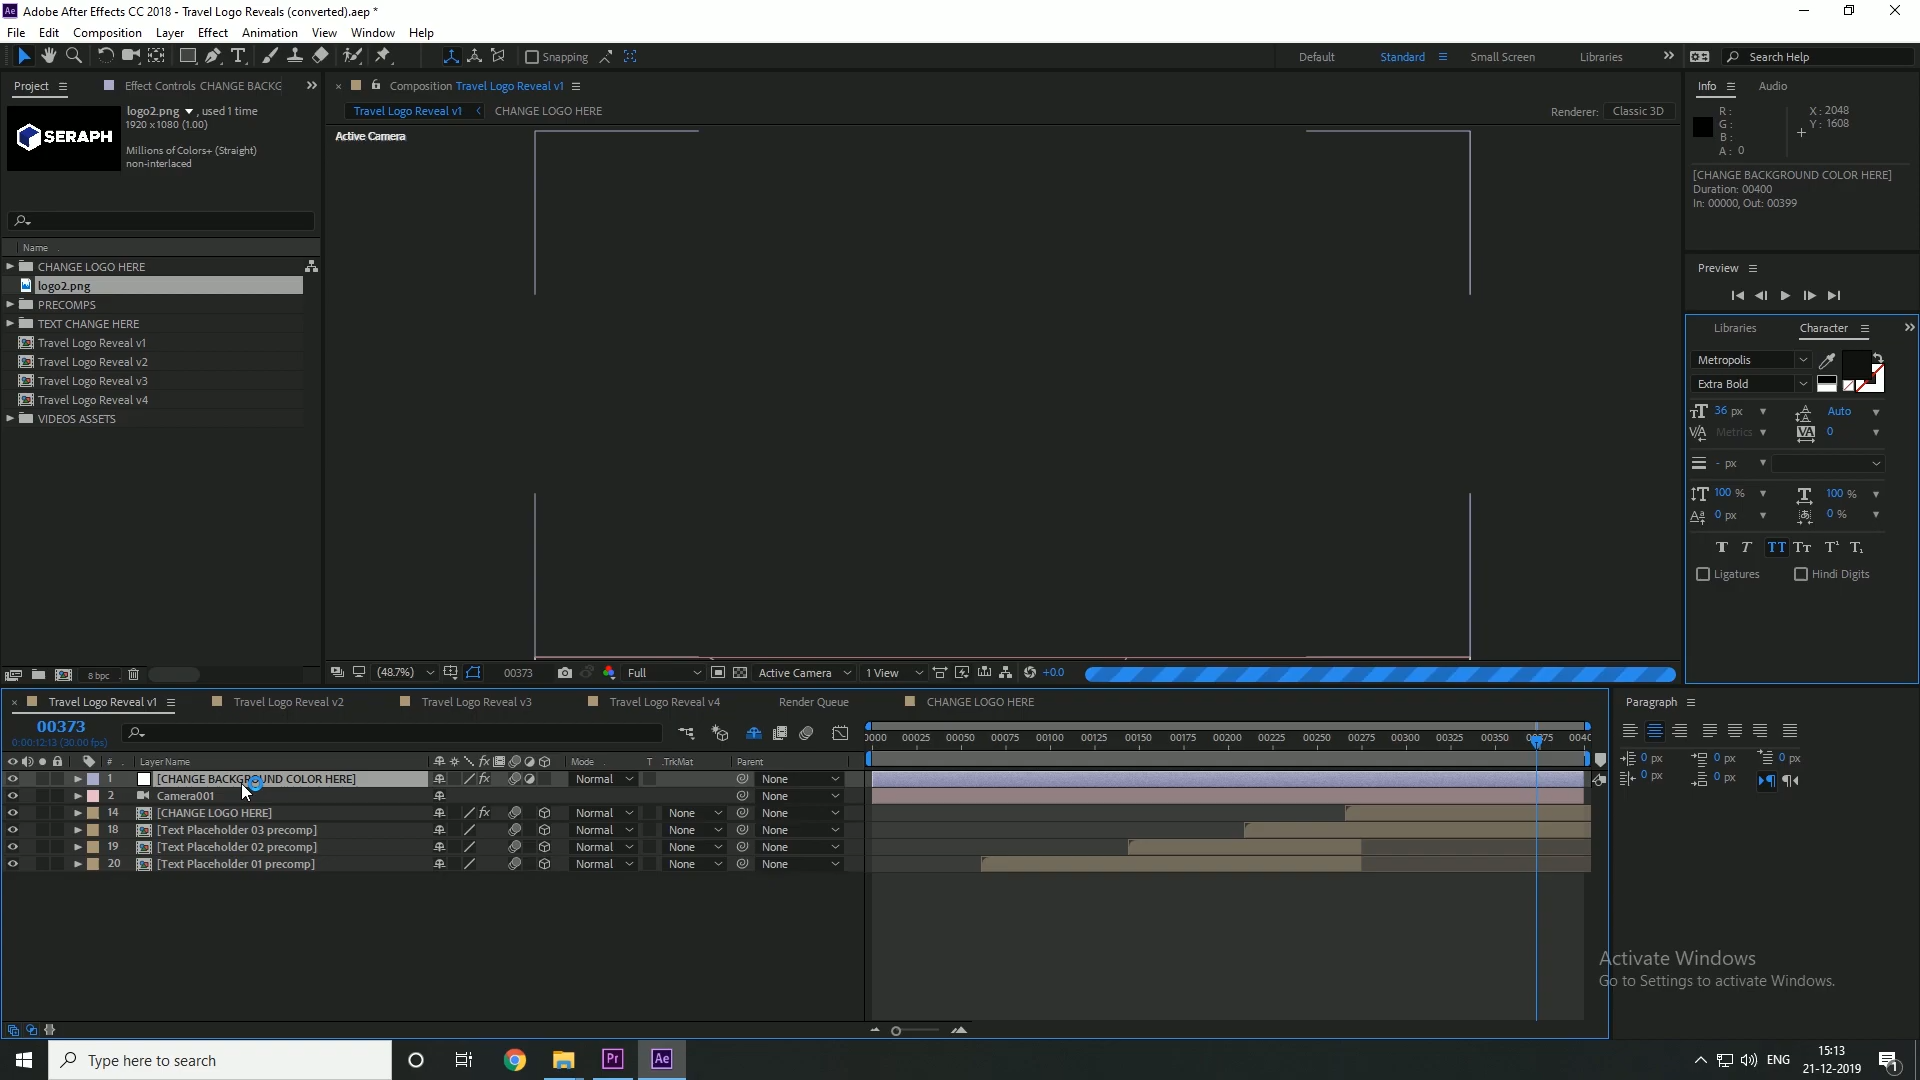 Adobe After Effects CC 2018 - Travel Logo Reveals (converted).aep *
File Edit Composition Layer Effect Animation View Window Help
Snapping Default Standard Small Screen Libraries Search Help
Project Effect Controls CHANGE BACKG
Composition Travel Logo Reveal v1
Info Audio
logo2.png , used 1 time
1920 x 1080 (1.00)
Millions of Colors+ (Straight)
non-interlaced
SERAPH
Travel Logo Reveal v1 CHANGE LOGO HERE
Renderer: Classic 3D
Active Camera
R:
G:
B:
A: 0
X: 2048
Y: 1608
[CHANGE BACKGROUND COLOR HERE]
Duration: 00400
In: 00000, Out: 00399
Name
CHANGE LOGO HERE
logo2.png
PRECOMPS
TEXT CHANGE HERE
Travel Logo Reveal v1
Travel Logo Reveal v2
Travel Logo Reveal v3
Travel Logo Reveal v4
VIDEOS ASSETS
Preview
Libraries Character
Metropolis
Extra Bold
36 px Auto
Metrics 0
- px
100 % 100 %
0 px 0 %
T T TT Tt T¹ T₁
Ligatures Hindi Digits
8 bpc
(48.7%) 00373 Full Active Camera 1 View +0.0
Travel Logo Reveal v1 Travel Logo Reveal v2 Travel Logo Reveal v3 Travel Logo Reveal v4 Render Queue CHANGE LOGO HERE
00373
0:00:12:13 (30.00 fps)
00025 00050 00075 00100 00125 00150 00175 00200 00225 00250 00275 00300 00325 00350
# Layer Name Mode T .TrkMat Parent
1 [CHANGE BACKGROUND COLOR HERE] Normal None
2 Camera001 None
14 [CHANGE LOGO HERE] Normal None None
18 [Text Placeholder 03 precomp] Normal None None
19 [Text Placeholder 02 precomp] Normal None None
20 [Text Placeholder 01 precomp] Normal None None
Paragraph
0 px 0 px 0 px
0 px 0 px
Activate Windows
Go to Settings to activate Windows.
Type here to search
Pr Ae
ENG
15:13
21-12-2019
1